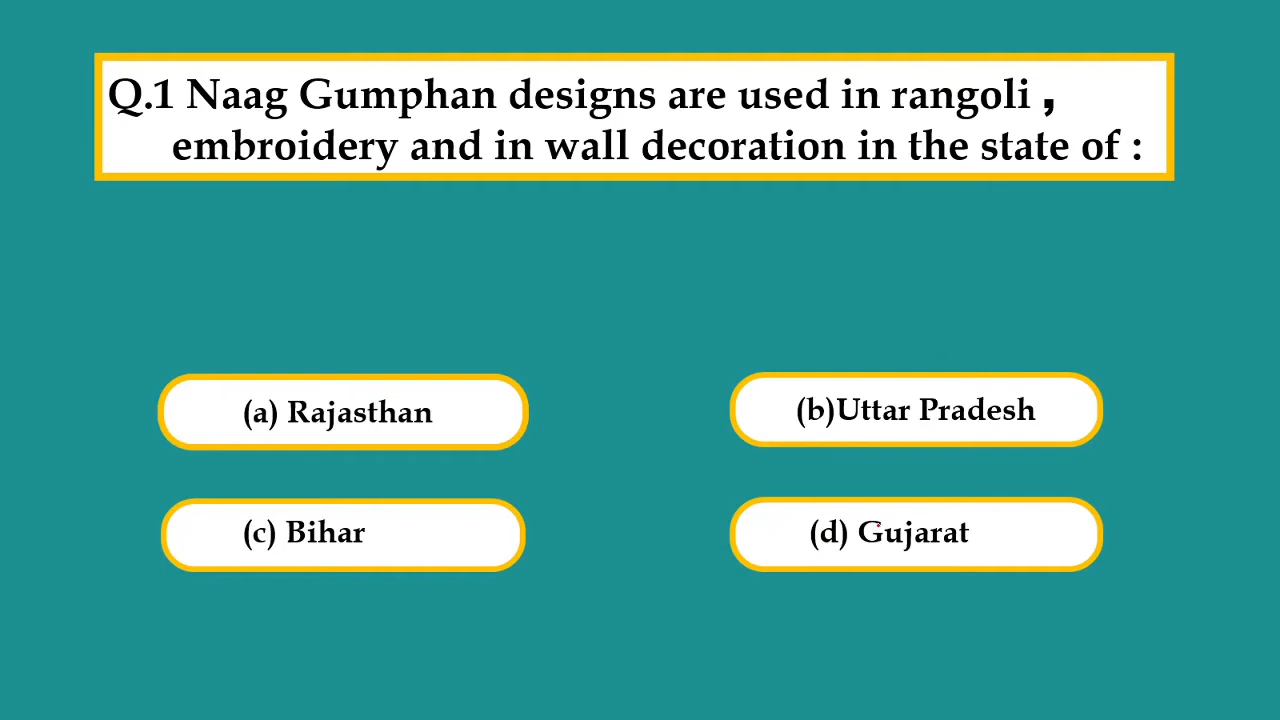 Q.1 Naag Gumphan designs are used in rangoli ,
embroidery and in wall decoration in the state of :
(a) Rajasthan
(b)Uttar Pradesh
(c) Bihar
(d) Gujarat